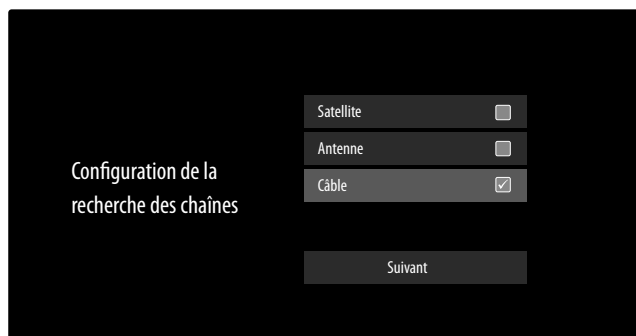 Configuration de la
recherche des chaînes
Satellite
Antenne
Câble
Suivant